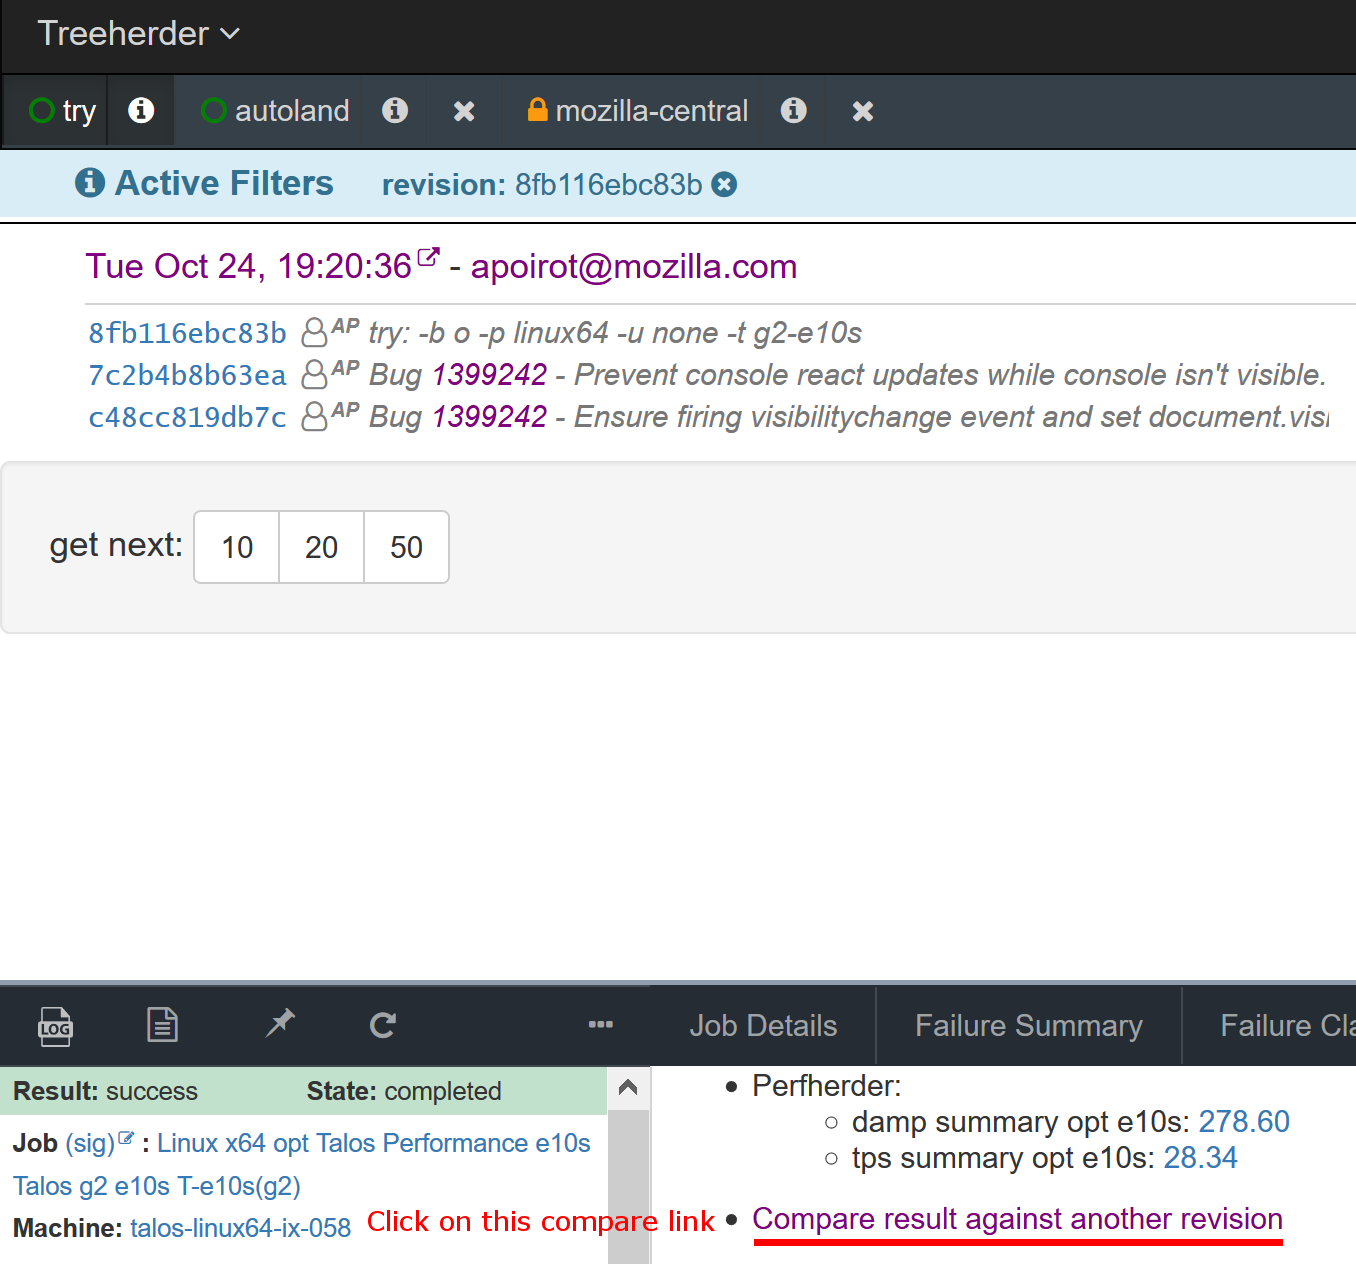 Treeherder
try autoland mozilla-central
Active Filters revision: 8fb116ebc83b
Tue Oct 24, 19:20:36 - apoirot@mozilla.com
8fb116ebc83b AP try: -b o -p linux64 -u none -t g2-e10s
7c2b4b8b63ea AP Bug 1399242 - Prevent console react updates while console isn't visible.
c48cc819db7c AP Bug 1399242 - Ensure firing visibilitychange event and set document.visi
get next: 10 20 50
LOG Job Details Failure Summary Failure Cla
Result: success State: completed
Job (sig) : Linux x64 opt Talos Performance e10s
Talos g2 e10s T-e10s(g2)
Machine: talos-linux64-ix-058
Perfherder:
damp summary opt e10s: 278.60
tps summary opt e10s: 28.34
Click on this compare link
Compare result against another revision